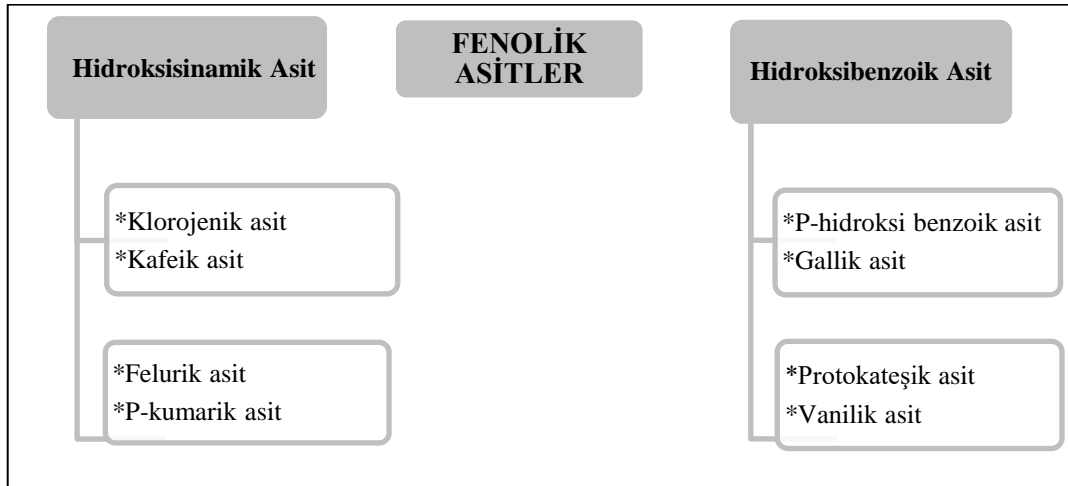 FENOLİK
ASİTLER
Hidroksisinamik Asit
*Klorojenik asit
*Kafeik asit
*Felurik asit
*P-kumarik asit
Hidroksibenzoik Asit
*P-hidroksi benzoik asit
*Gallik asit
*Protokateşik asit
*Vanilik asit